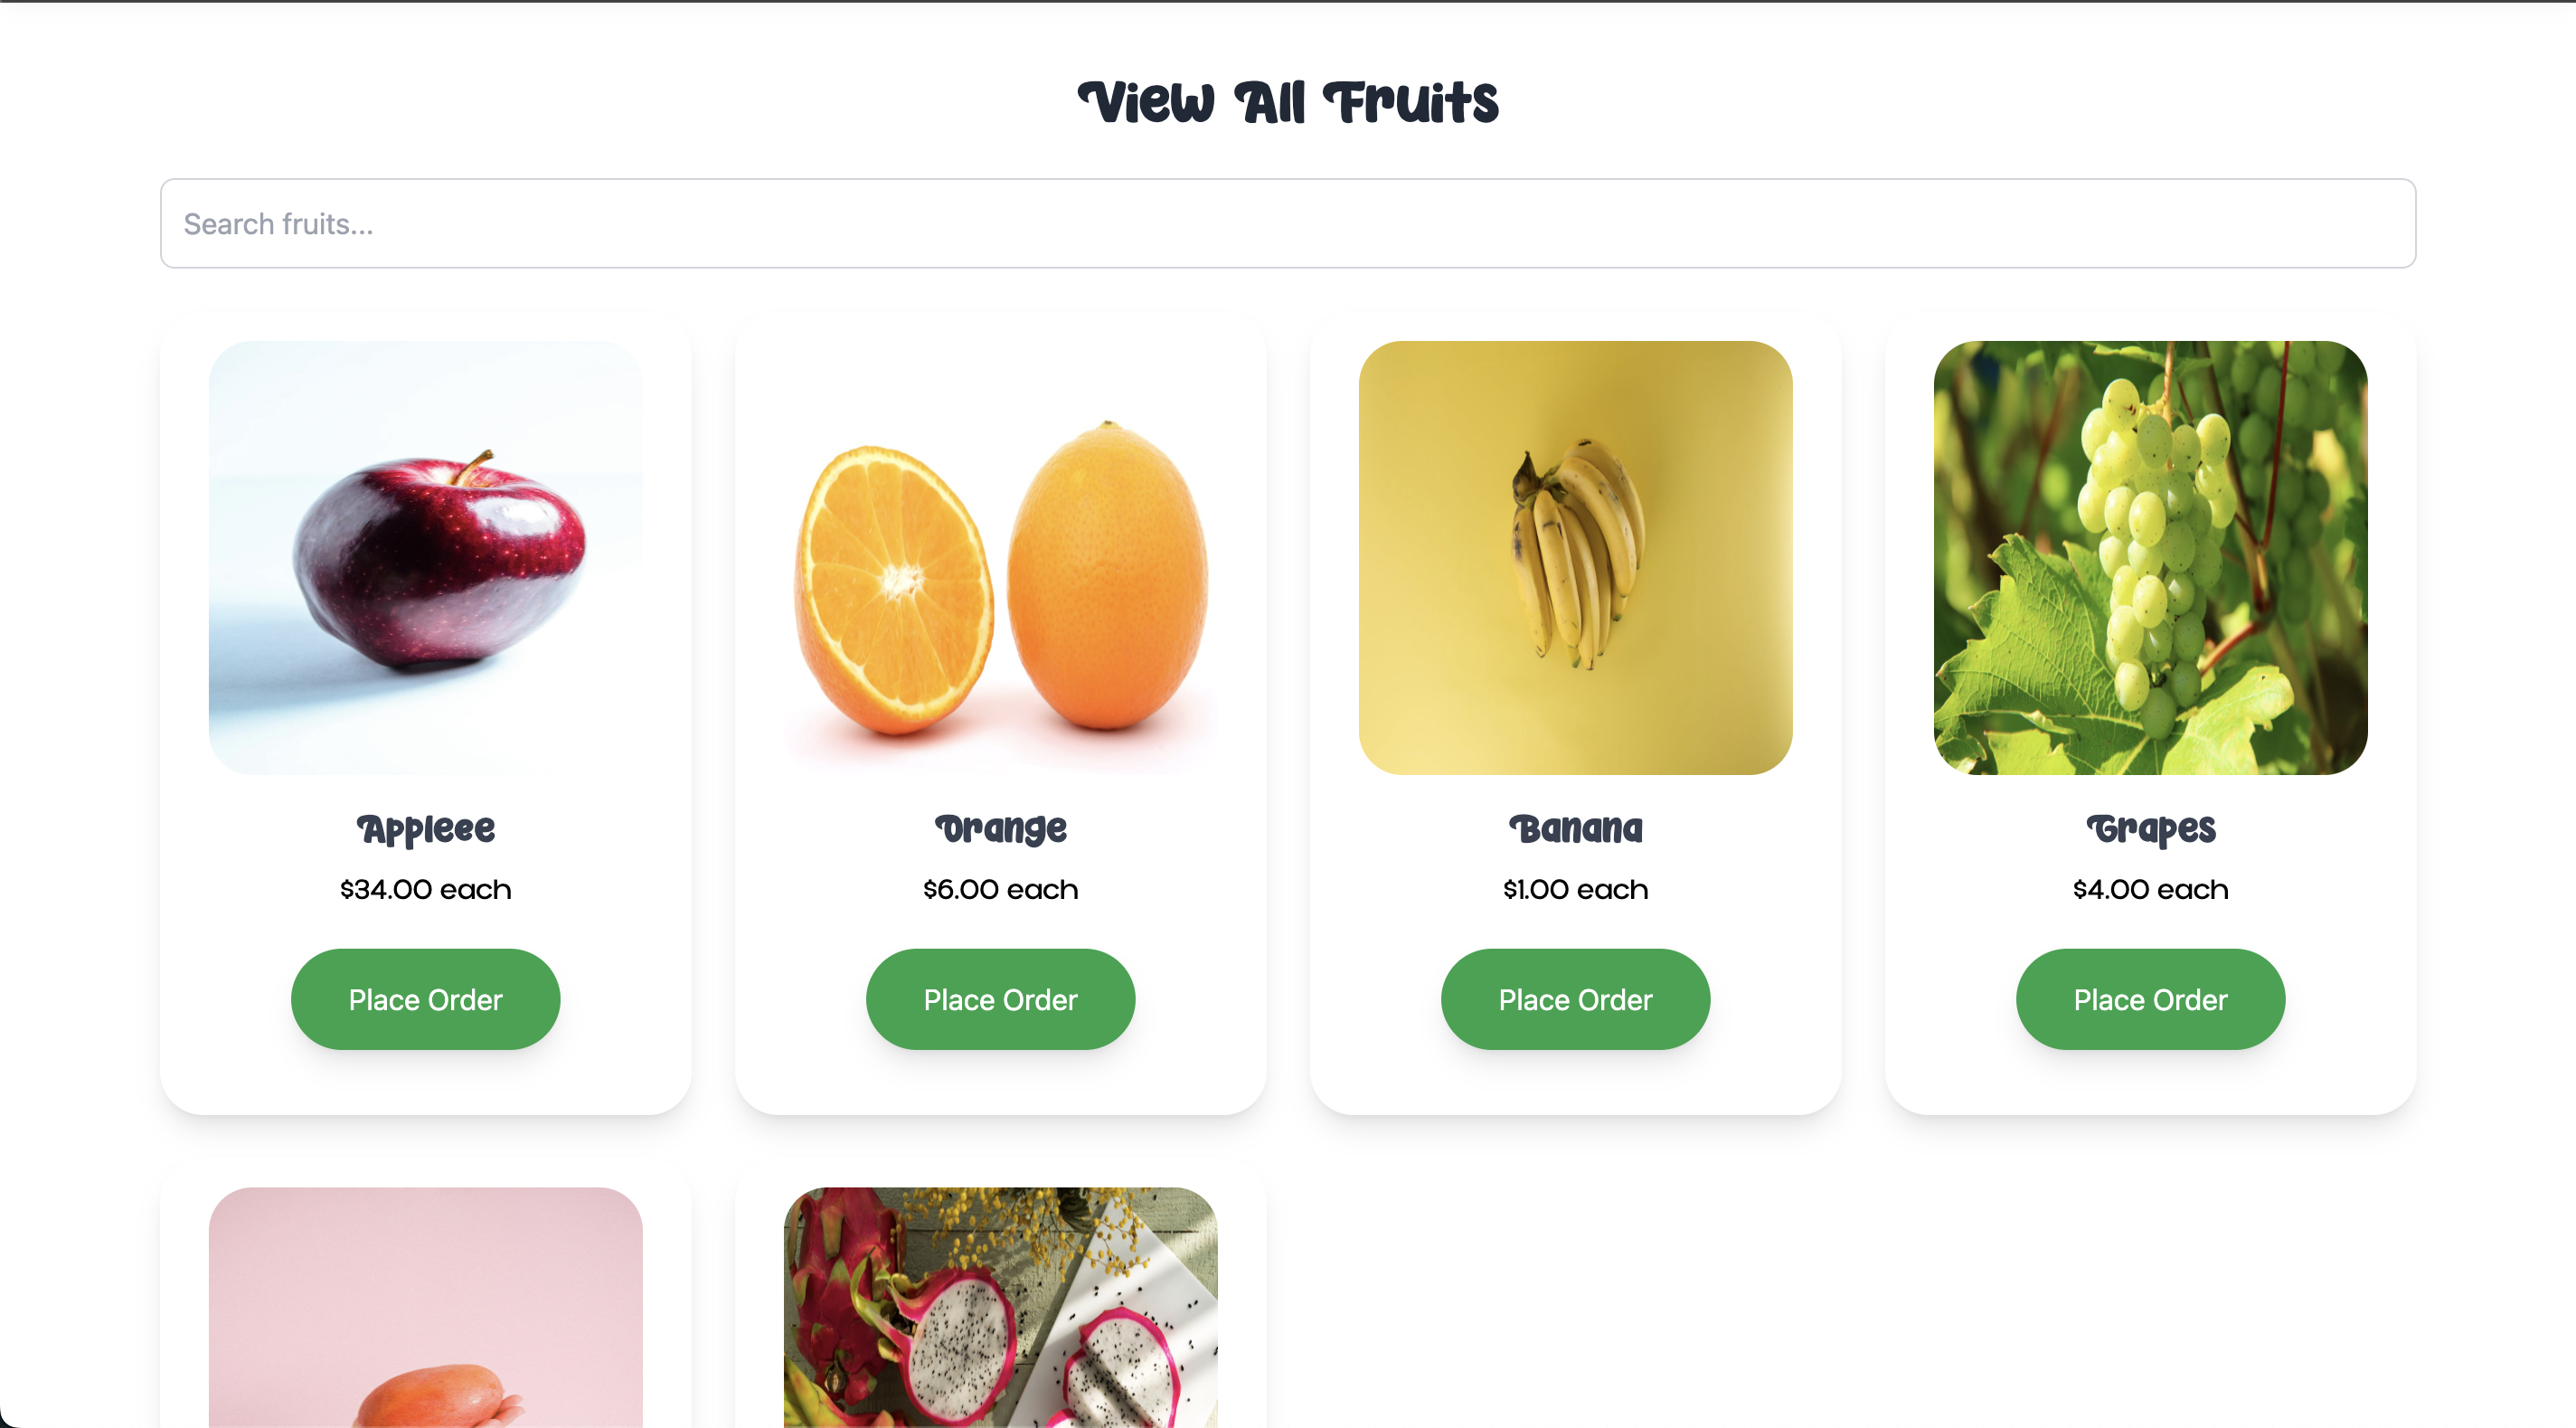 View All Fruits
Search fruits...
Appleee
$34.00 each
Place Order
Orange
$6.00 each
Place Order
Banana
$1.00 each
Place Order
Grapes
$4.00 each
Place Order